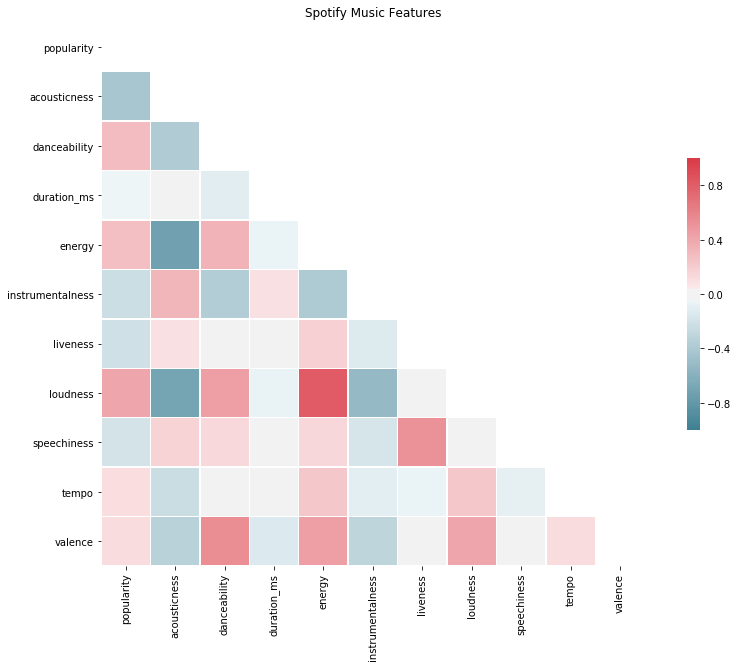 Spotify Music Features
popularity
acousticness
danceability
duration_ms
energy
instrumentalness
liveness
loudness
speechiness
tempo
valence
popularity
acousticness
danceability
duration_ms
energy
instrumentalness
liveness
loudness
speechiness
tempo
valence
0.8
0.4
0.0
−0.4
−0.8